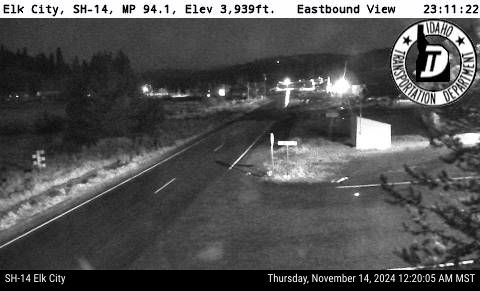 Elk City, SH-14, MP 94.1, Elev 3,939ft. Eastbound View 23:11:22
IDAHO
TRANSPORTATION DEPARTMENT
SH-14 Elk City Thursday, November 14, 2024 12:20:05 AM MST